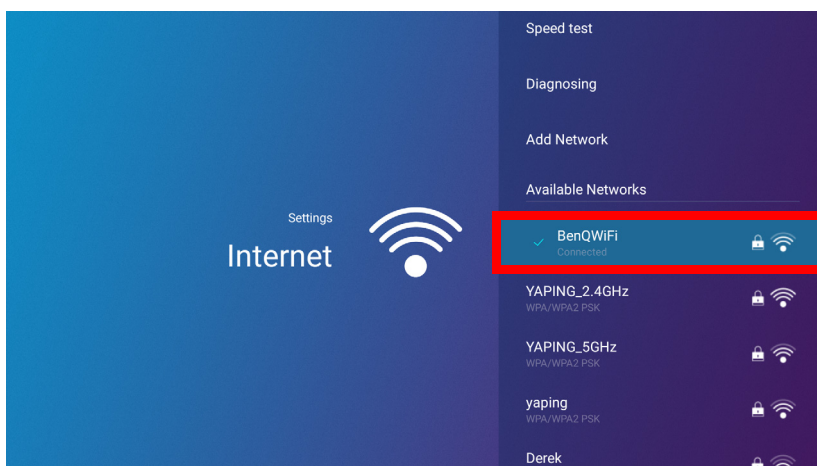 Speed test
Diagnosing
Add Network
Available Networks
Settings
Internet
BenQWiFi
Connected
YAPING_2.4GHz
WPA/WPA2 PSK
YAPING_5GHz
WPA/WPA2 PSK
yaping
WPA/WPA2 PSK
Derek